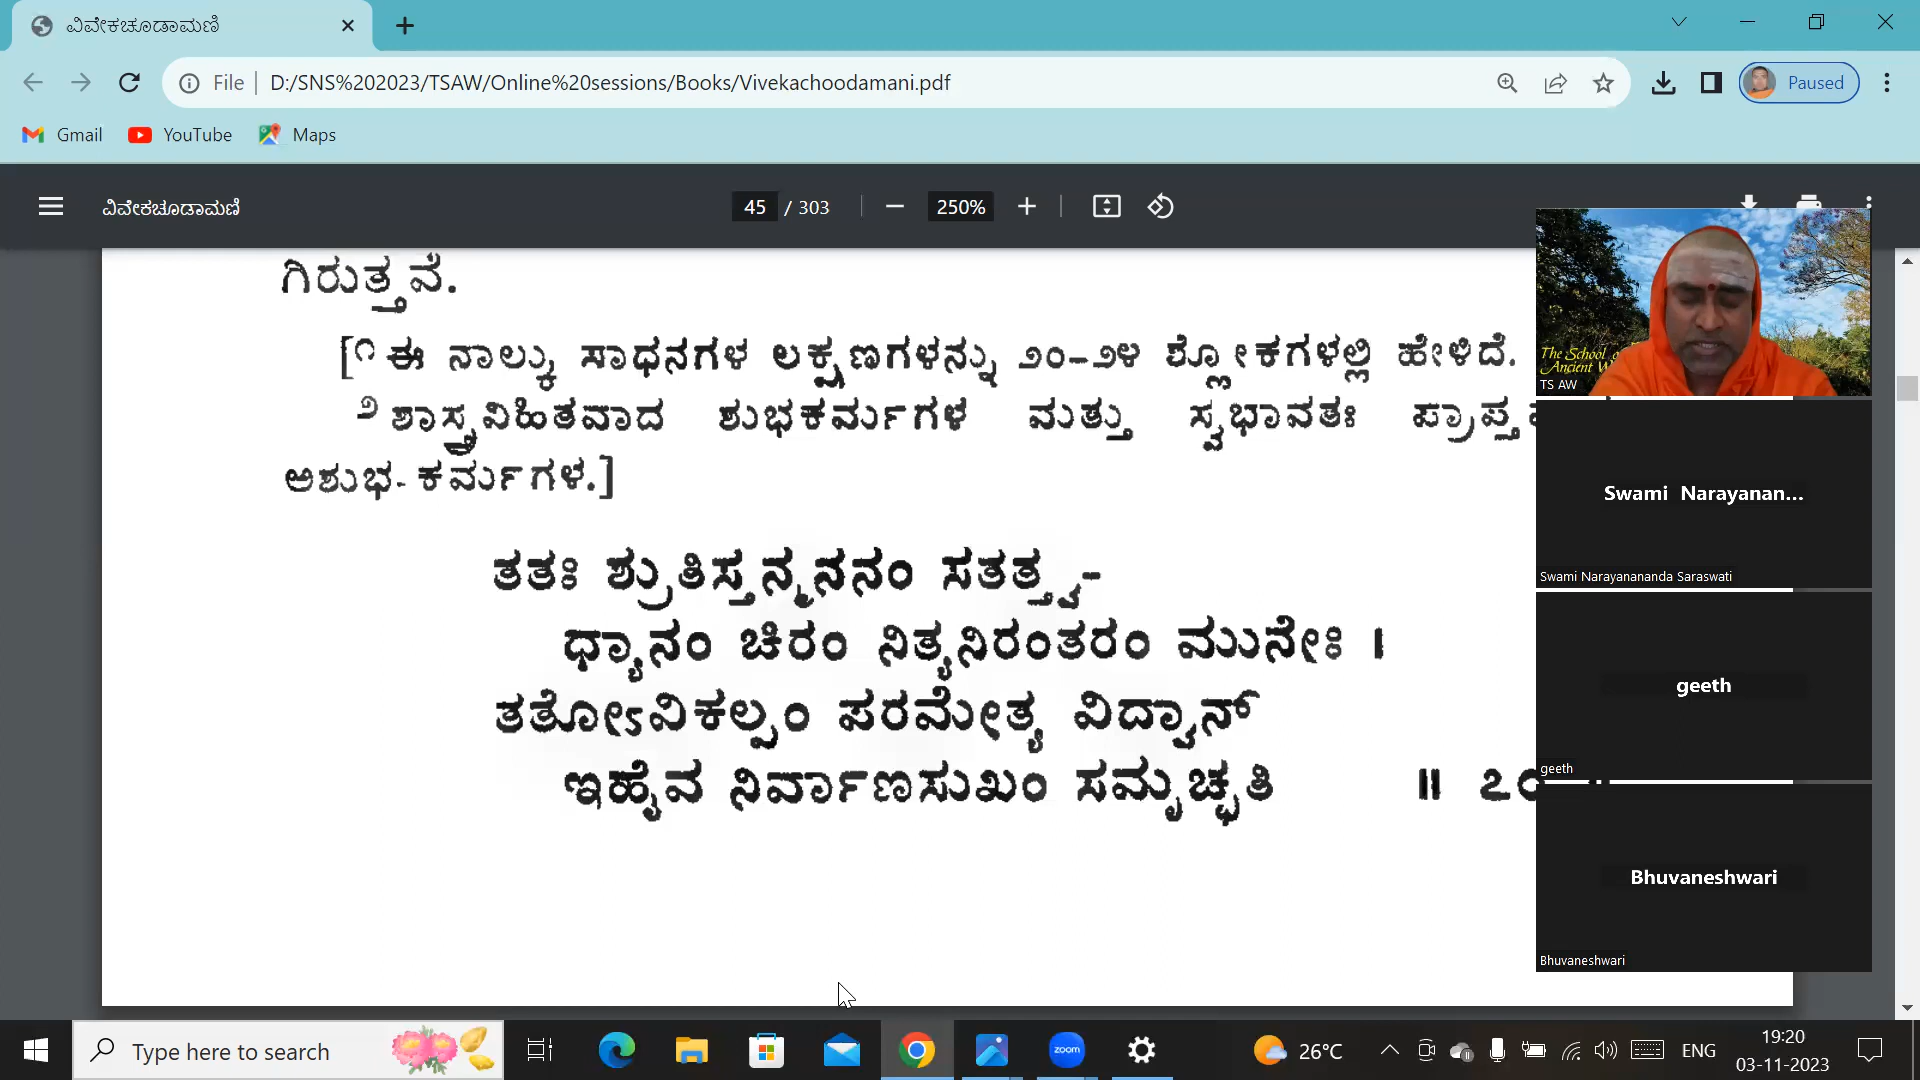 ವಿವೇಕಚೂಡಾಮಣಿ
File D:/SNS%202023/TSAW/Online%20sessions/Books/Vivekachoodamani.pdf Paused
Gmail YouTube Maps
ವಿವೇಕಚೂಡಾಮಣಿ 45 / 303 250%
ಗಿರುತ್ತವೆ.
[೧ ಈ ನಾಲ್ಕು ಸಾಧನಗಳ ಲಕ್ಷಣಗಳನ್ನು ೨೦-೨೪ ಶ್ಲೋಕಗಳಲ್ಲಿ ಹೇಳಿದೆ.
೨ ಶಾಸ್ತ್ರವಿಹಿತವಾದ ಶುಭಕರ್ಮಗಳ ಮತ್ತು ಸ್ವಭಾವತಃ
ಅಶುಭ-ಕರ್ಮಗಳ.]
ತತಃ ಶ್ರುತಿಸ್ತನ್ಮನನಂ ಸತತ್ತ್ವ-
ಧ್ಯಾನಂ ಚಿರಂ ನಿತ್ಯನಿರಂತರಂ ಮುನೇಃ ।
ತತೋಽವಿಕಲ್ಪಂ ಪರಮೇತ್ಯ ವಿದ್ವಾನ್
ಇಹೈವ ನಿರ್ವಾಣಸುಖಂ ಸಮೃಚ್ಛತಿ ॥ ೭೦
The School
Ancient
TS AW
Swami Narayanan...
Swami Narayanananda Saraswati
geeth
geeth
Bhuvaneshwari
Bhuvaneshwari
Type here to search zoom 26°C ENG 19:20
03-11-2023